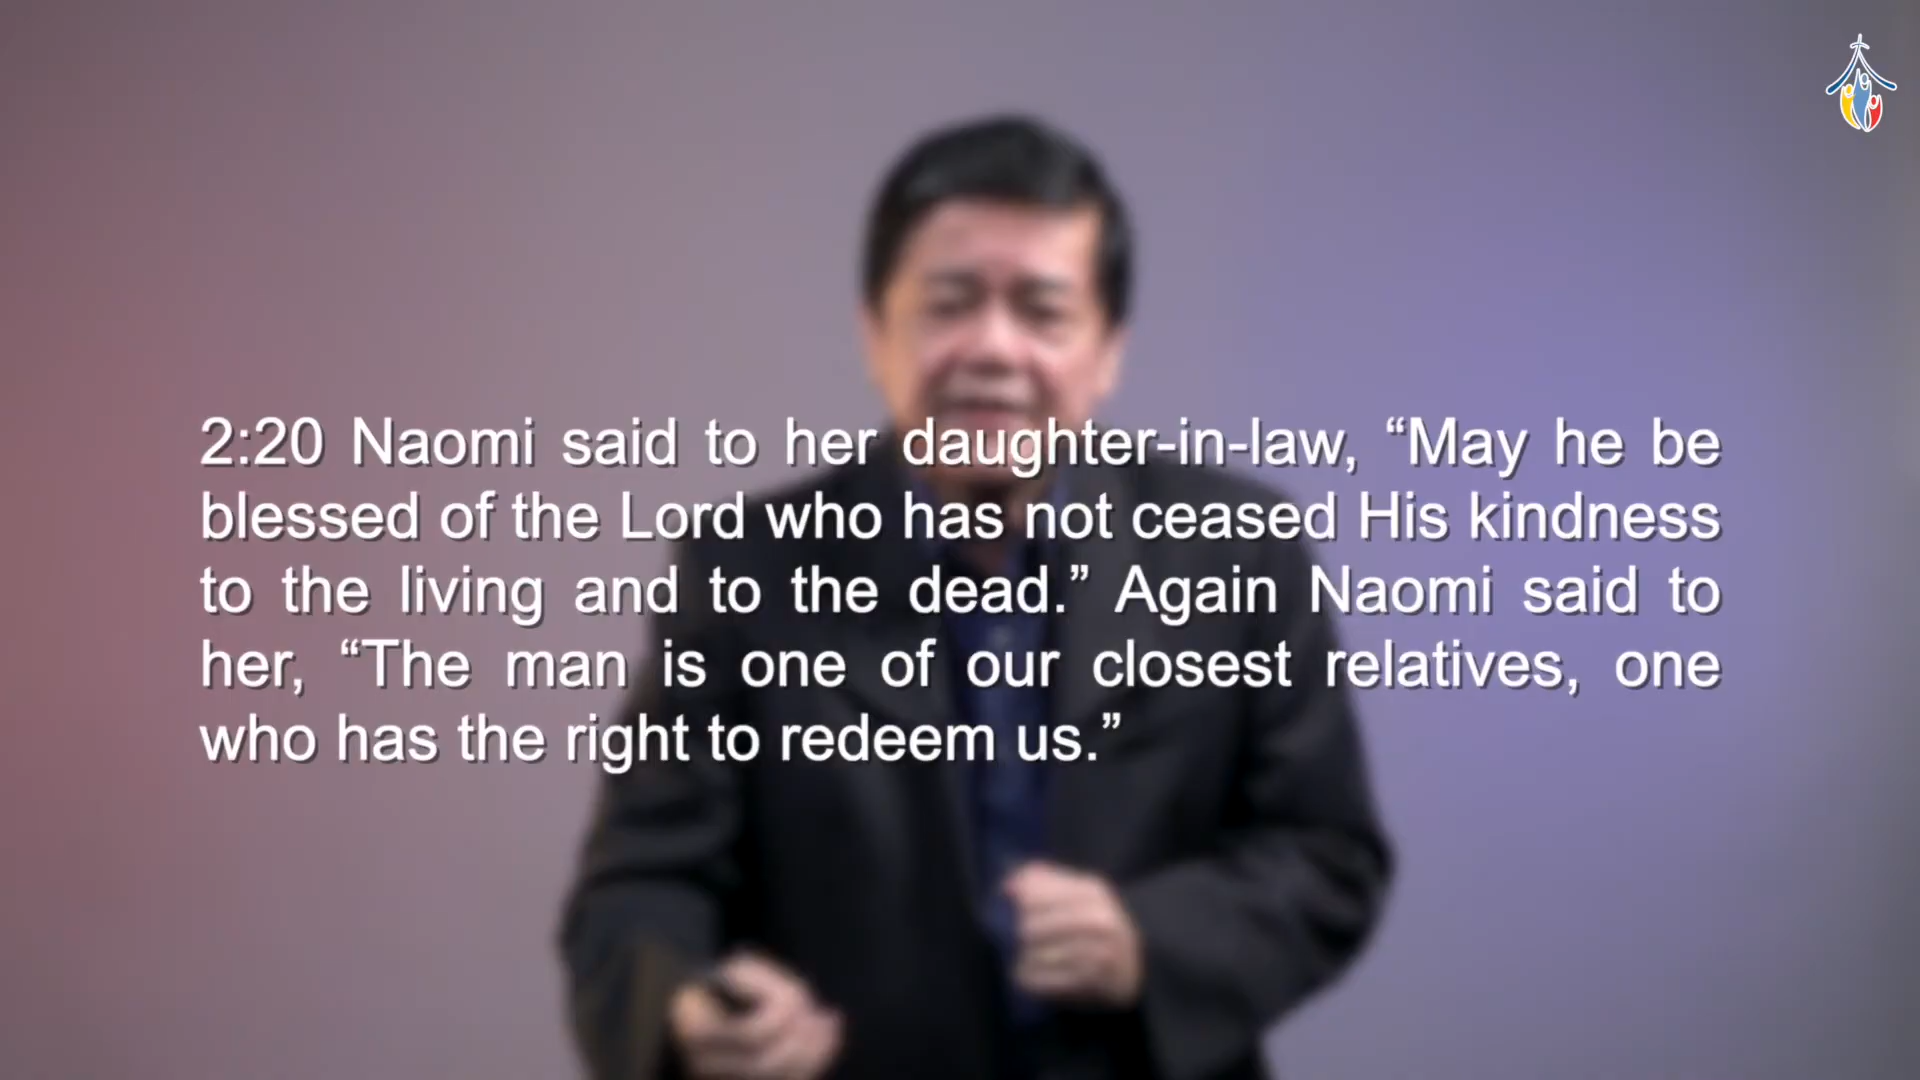 2:20 Naomi said to her daughter-in-law, “May he be
blessed of the Lord who has not ceased His kindness
to the living and to the dead.” Again Naomi said to
her, “The man is one of our closest relatives, one
who has the right to redeem us.”